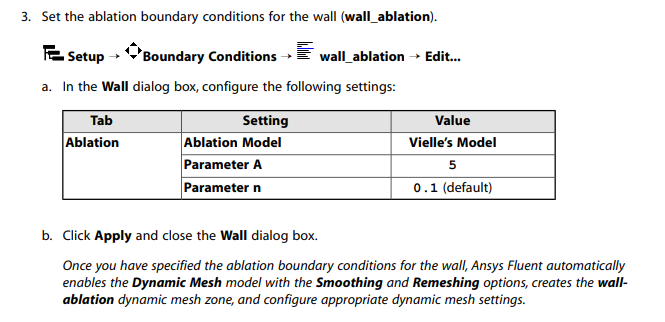 3. Set the ablation boundary conditions for the wall (wall_ablation).
Setup → Boundary Conditions → wall_ablation → Edit...
a. In the Wall dialog box, configure the following settings:
Tab Setting Value
Ablation Ablation Model Vielle's Model
Parameter A 5
Parameter n 0.1 (default)
b. Click Apply and close the Wall dialog box.
Once you have specified the ablation boundary conditions for the wall, Ansys Fluent automatically
enables the Dynamic Mesh model with the Smoothing and Remeshing options, creates the wall-
ablation dynamic mesh zone, and configure appropriate dynamic mesh settings.